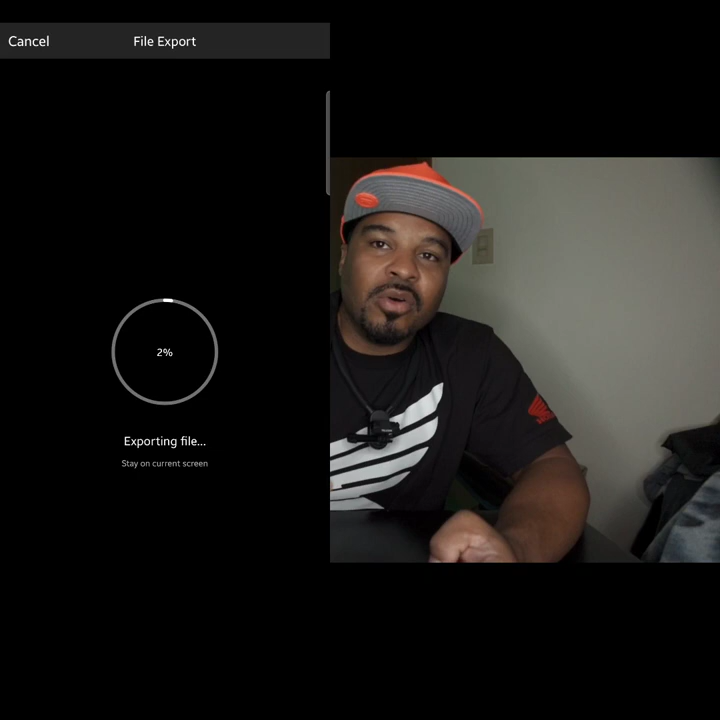 Cancel
File Export
2%
Exporting file...
Stay on current screen